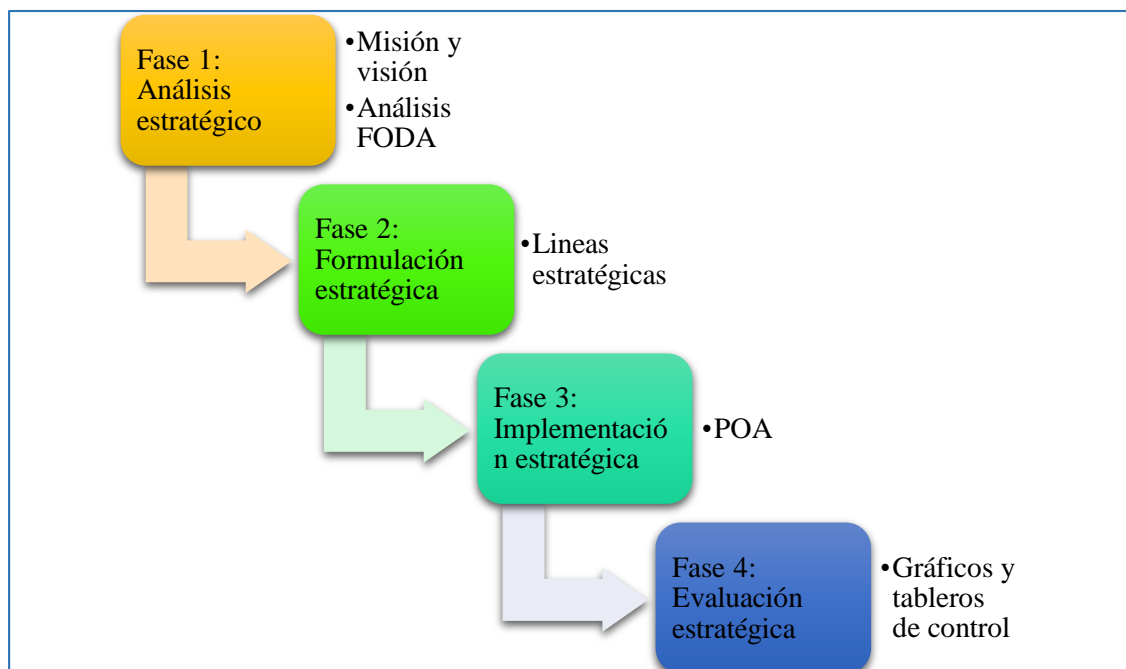 Fase 1:
Análisis
estratégico
•Misión y
visión
•Análisis
FODA
Fase 2:
Formulación
estratégica
•Lineas
estratégicas
Fase 3:
Implementació
n estratégica
•POA
Fase 4:
Evaluación
estratégica
•Gráficos y
tableros
de control